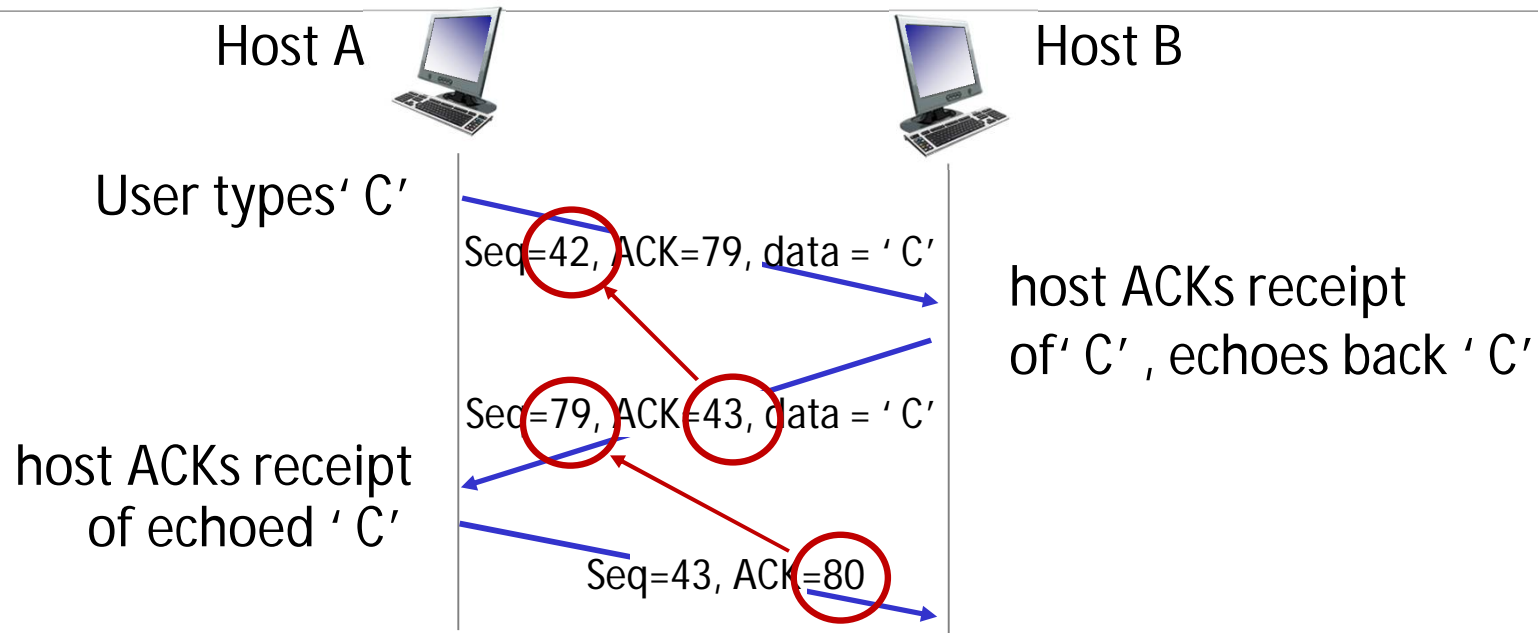 Host A
Host B
User types‘ C’
Seq=42, ACK=79, data = ‘ C’
host ACKs receipt
of‘ C’ , echoes back ‘ C’
Seq=79, ACK=43, data = ‘ C’
host ACKs receipt
of echoed ‘ C’
Seq=43, ACK=80